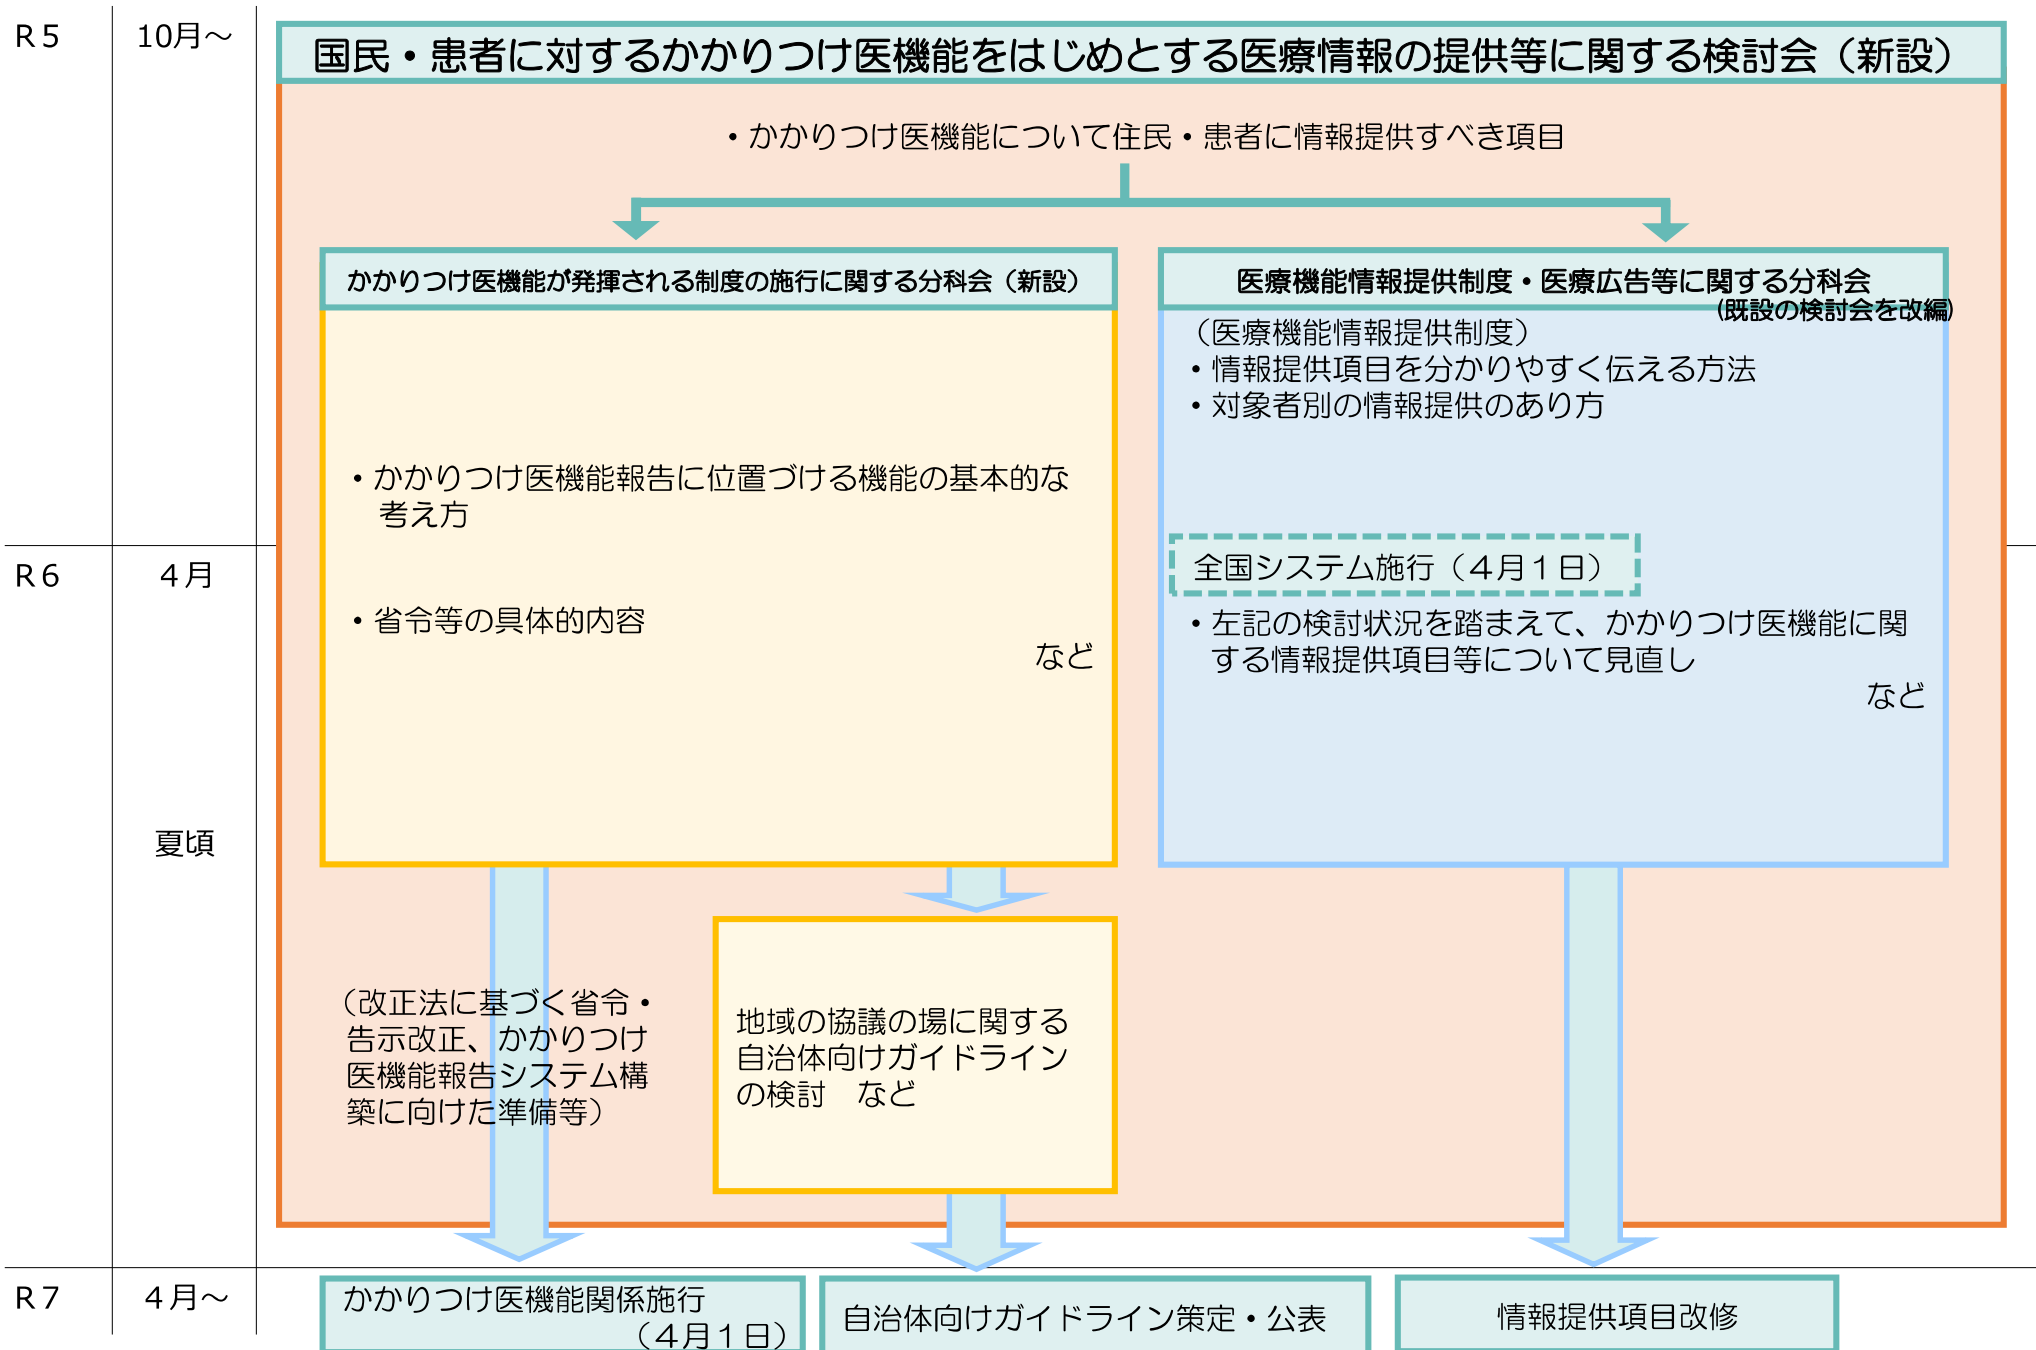 R5
10月～
国民・患者に対するかかりつけ医機能をはじめとする医療情報の提供等に関する検討会（新設）
・かかりつけ医機能について住民・患者に情報提供すべき項目
かかりつけ医機能が発揮される制度の施行に関する分科会（新設）
・かかりつけ医機能報告に位置づける機能の基本的な
考え方
・省令等の具体的内容
など
医療機能情報提供制度・医療広告等に関する分科会
(既設の検討会を改編)
（医療機能情報提供制度）
・情報提供項目を分かりやすく伝える方法
・対象者別の情報提供のあり方
全国システム施行（４月１日）
・左記の検討状況を踏まえて、かかりつけ医機能に関
する情報提供項目等について見直し
など
R6
４月
夏頃
（改正法に基づく省令・
告示改正、かかりつけ
医機能報告システム構
築に向けた準備等）
地域の協議の場に関する
自治体向けガイドライン
の検討　など
R7
４月～
かかりつけ医機能関係施行
（４月１日）
自治体向けガイドライン策定・公表
情報提供項目改修